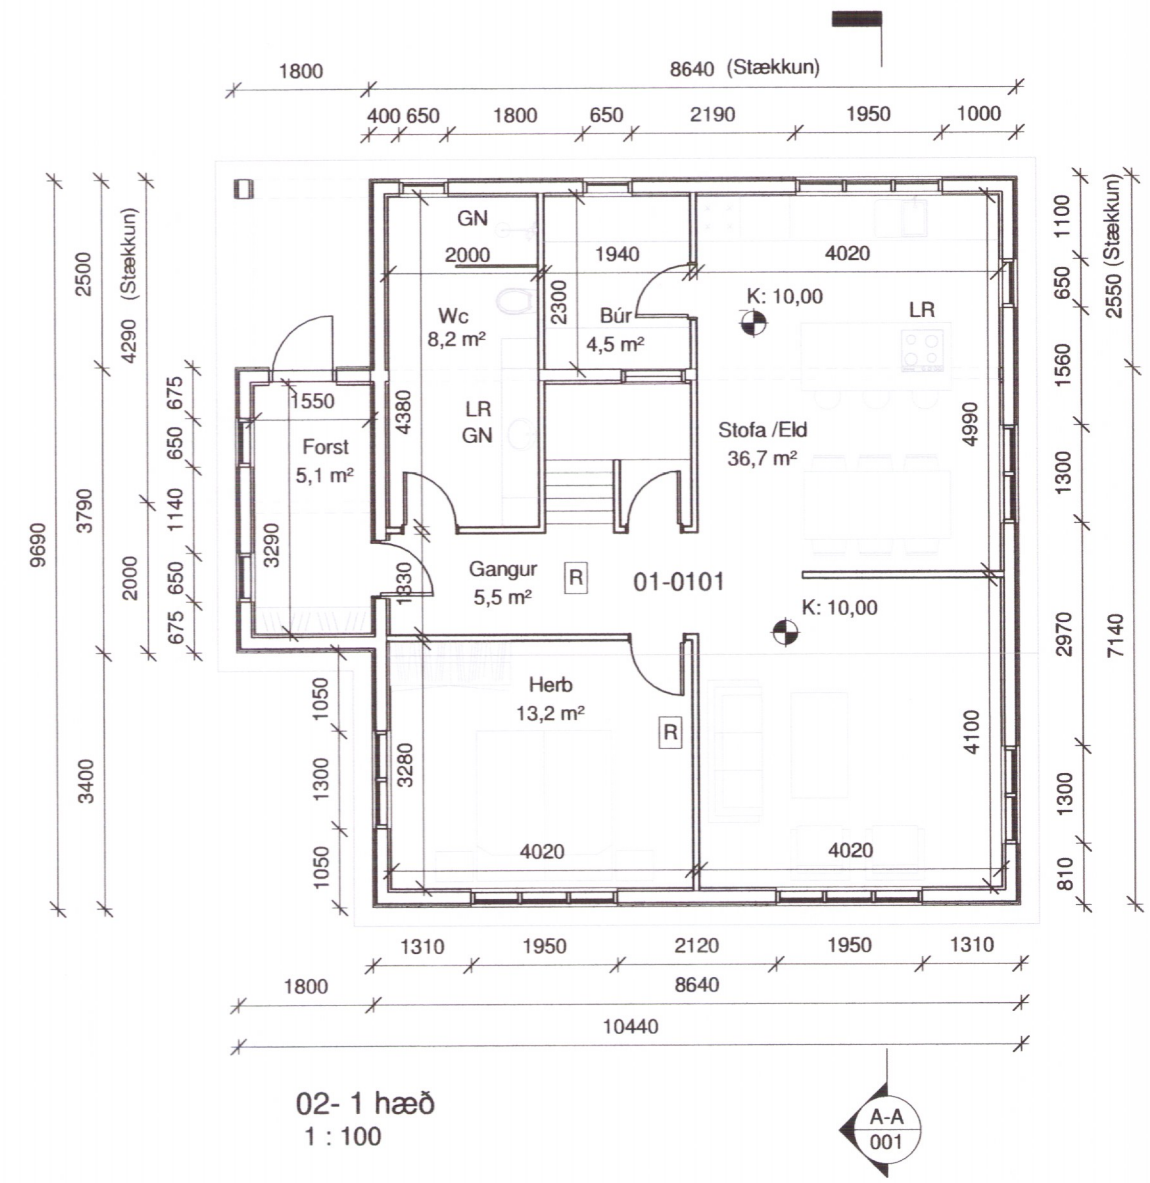 1800
8640 (Stækkun)
400 650 1800 650 2190 1950 1000
GN
2000
1940
4020
2300
K: 10,00
LR
Wc
8,2 m²
Búr
4,5 m²
4380
LR
GN
1550
Forst
5,1 m²
3290
Stofa /Eld
36,7 m²
4990
1330
Gangur
5,5 m²
R
01-0101
K: 10,00
Herb
13,2 m²
R
3280
4100
4020
4020
9690
2500
3790
3400
4290 (Stækkun)
2000
675
650
1140
650
675
1050
1300
1050
1100
650
1560
1300
2970
1300
810
2550 (Stækkun)
7140
1310 1950 2120 1950 1310
1800 8640
10440
02- 1 hæð
1 : 100
A-A
001